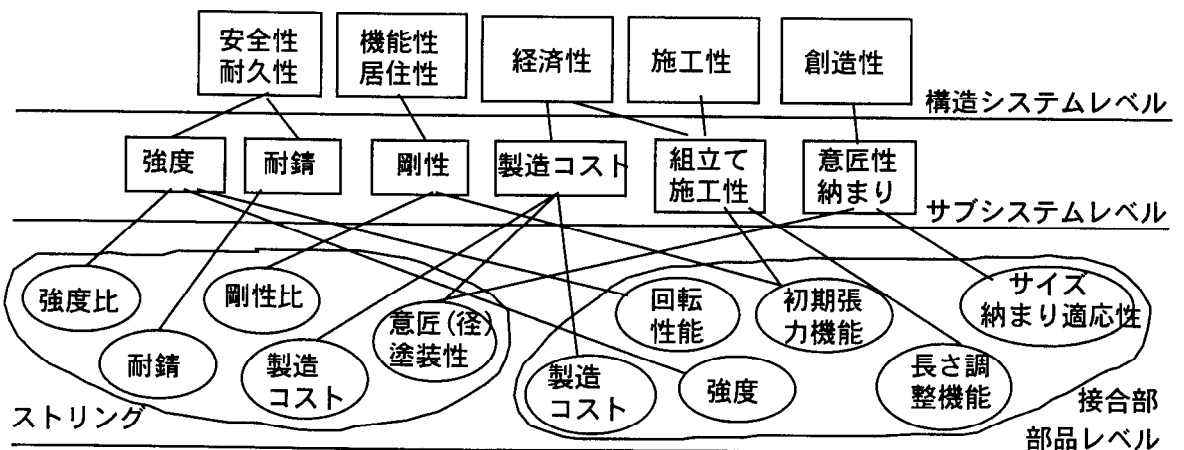 安全性
耐久性
機能性
居住性
経済性
施工性
創造性
構造システムレベル
強度
耐錆
剛性
製造コスト
組立て
施工性
意匠性
納まり
サブシステムレベル
強度比
耐錆
剛性比
製造
コスト
意匠(径)
塗装性
ストリング
回転
性能
初期張
力機能
サイズ
納まり適応性
製造
コスト
強度
長さ調
整機能
接合部
部品レベル